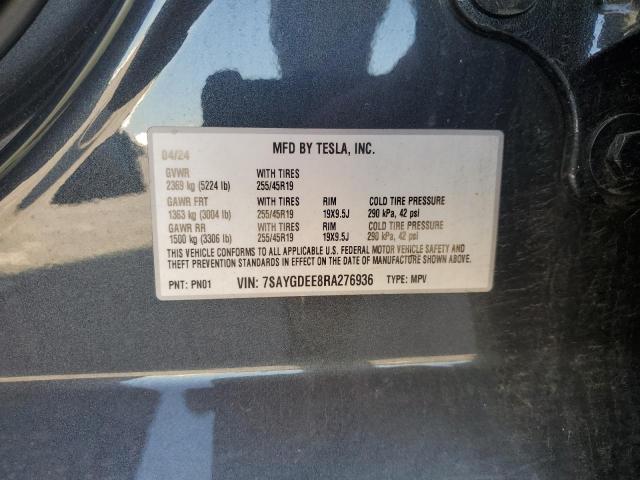 MFD BY TESLA, INC.
04/24
GVWR WITH TIRES
2369 kg (5224 lb) 255/45R19
GAWR FRT WITH TIRES RIM COLD TIRE PRESSURE
1363 kg (3004 lb) 255/45R19 19X9.5J 290 kPa, 42 psi
GAWR RR WITH TIRES RIM COLD TIRE PRESSURE
1500 kg (3306 lb) 255/45R19 19X9.5J 290 kPa, 42 psi
THIS VEHICLE CONFORMS TO ALL APPLICABLE U.S. FEDERAL MOTOR VEHICLE SAFETY AND
THEFT PREVENTION STANDARDS IN EFFECT ON THE DATE OF MANUFACTURE SHOWN ABOVE.
PNT: PN01 VIN: 7SAYGDEE8RA276936 TYPE: MPV